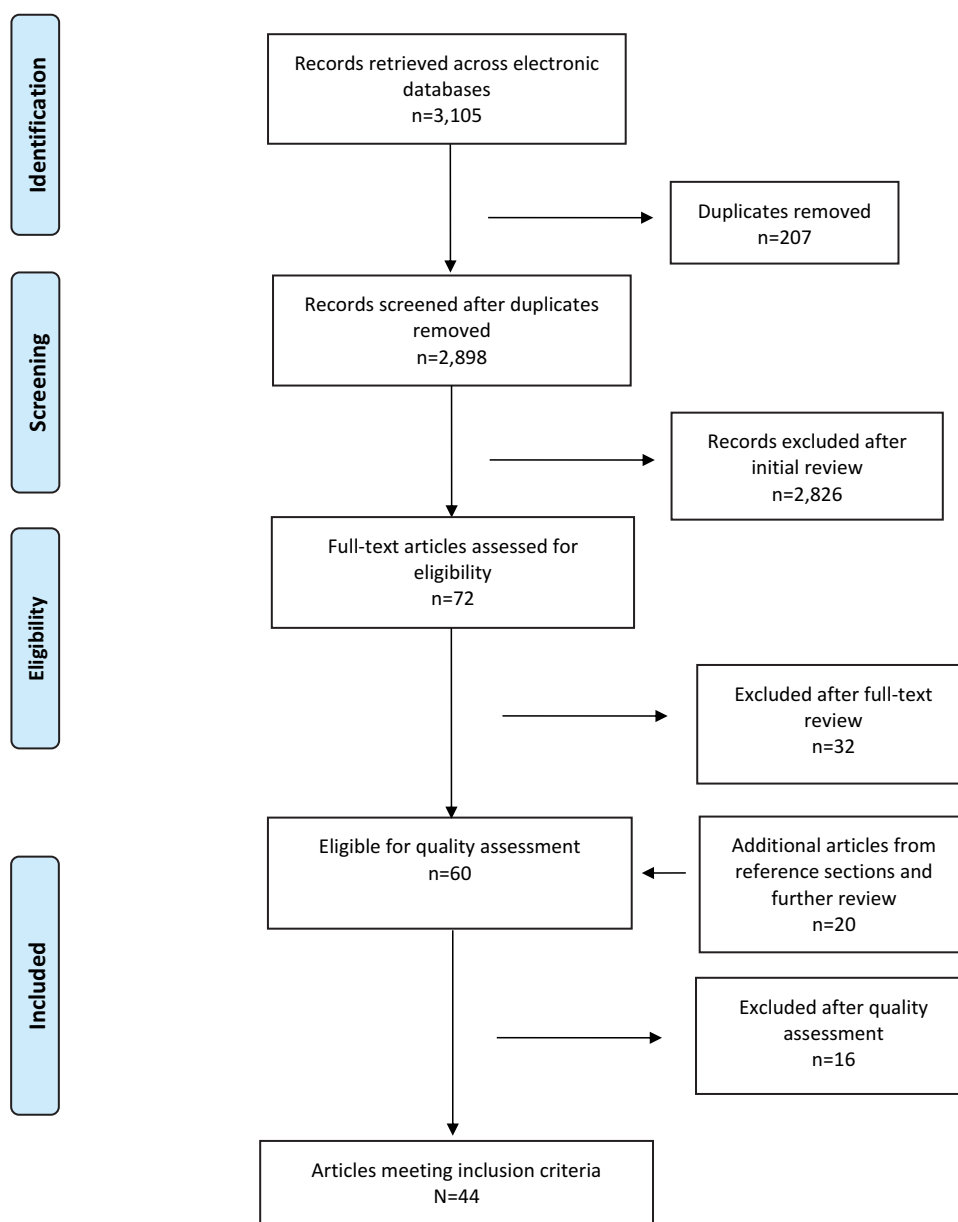 Identification
Records retrieved across electronic
databases
n=3,105
Duplicates removed
n=207
Screening
Records screened after duplicates
removed
n=2,898
Records excluded after
initial review
n=2,826
Eligibility
Full-text articles assessed for
eligibility
n=72
Excluded after full-text
review
n=32
Included
Eligible for quality assessment
n=60
Additional articles from
reference sections and
further review
n=20
Excluded after quality
assessment
n=16
Articles meeting inclusion criteria
N=44